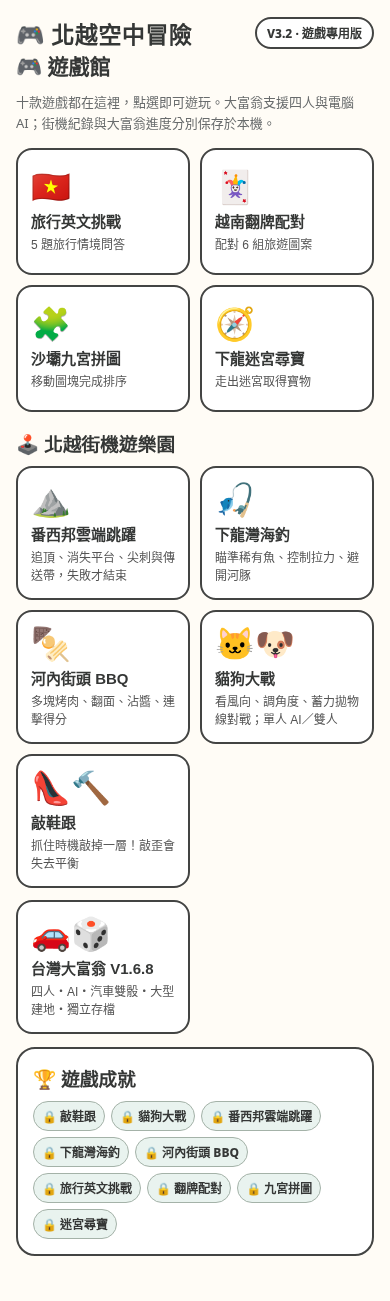 北越空中冒險
V3.2 · 遊戲專用版
遊戲館
十款遊戲都在這裡，點選即可遊玩。大富翁支援四人與電腦
AI；街機紀錄與大富翁進度分別保存於本機。
旅行英文挑戰
5 題旅行情境問答
越南翻牌配對
配對 6 組旅遊圖案
沙壩九宮拼圖
移動圖塊完成排序
下龍迷宮尋寶
走出迷宮取得寶物
北越街機遊樂園
番西邦雲端跳躍
追頂、消失平台、尖刺與傳
送帶，失敗才結束
下龍灣海釣
瞄準稀有魚、控制拉力、避
開河豚
河內街頭 BBQ
多塊烤肉、翻面、沾醬、連
擊得分
貓狗大戰
看風向、調角度、蓄力拋物
線對戰；單人 AI／雙人
敲鞋跟
抓住時機敲掉一層！敲歪會
失去平衡
台灣大富翁 V1.6.8
四人・AI・汽車雙骰・大型
建地・獨立存檔
遊戲成就
敲鞋跟
貓狗大戰
番西邦雲端跳躍
下龍灣海釣
河內街頭 BBQ
旅行英文挑戰
翻牌配對
九宮拼圖
迷宮尋寶